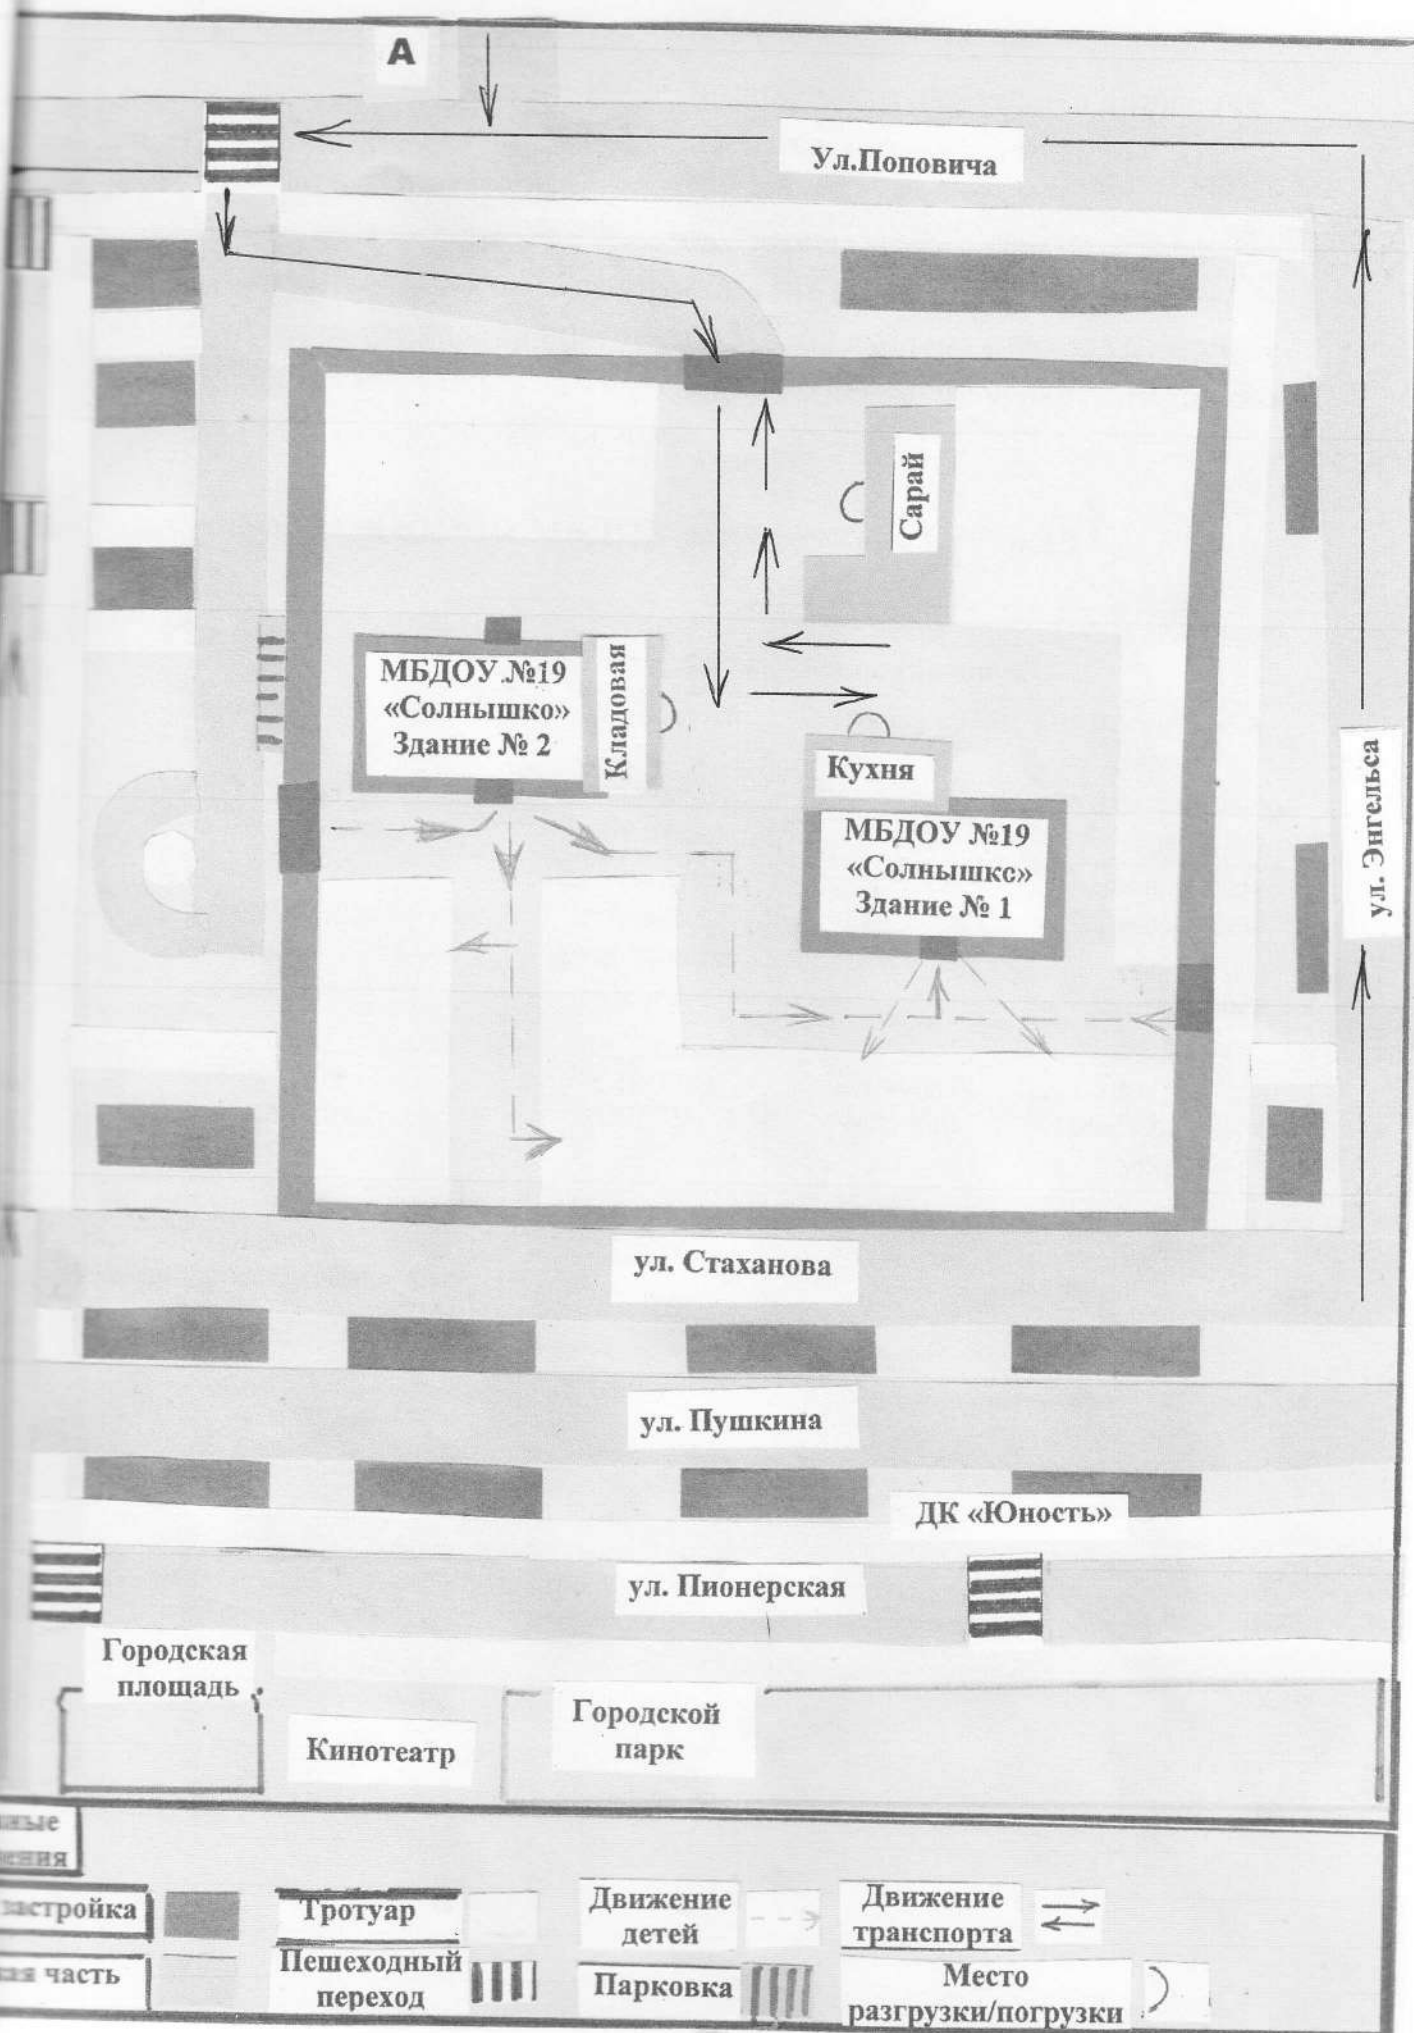 А
Ул.Поповича
Сарай
МБДОУ №19
«Солнышко»
Здание № 2
Кладовая
Кухня
МБДОУ №19
«Солнышкс»
Здание № 1
ул. Энгельса
ул. Стаханова
ул. Пушкина
ДК «Юность»
ул. Пионерская
Городская
площадь
Кинотеатр
Городской
парк
застройка
Тротуар
Движение
детей
Движение
транспорта
часть
Пешеходный
переход
Парковка
Место
разгрузки/погрузки